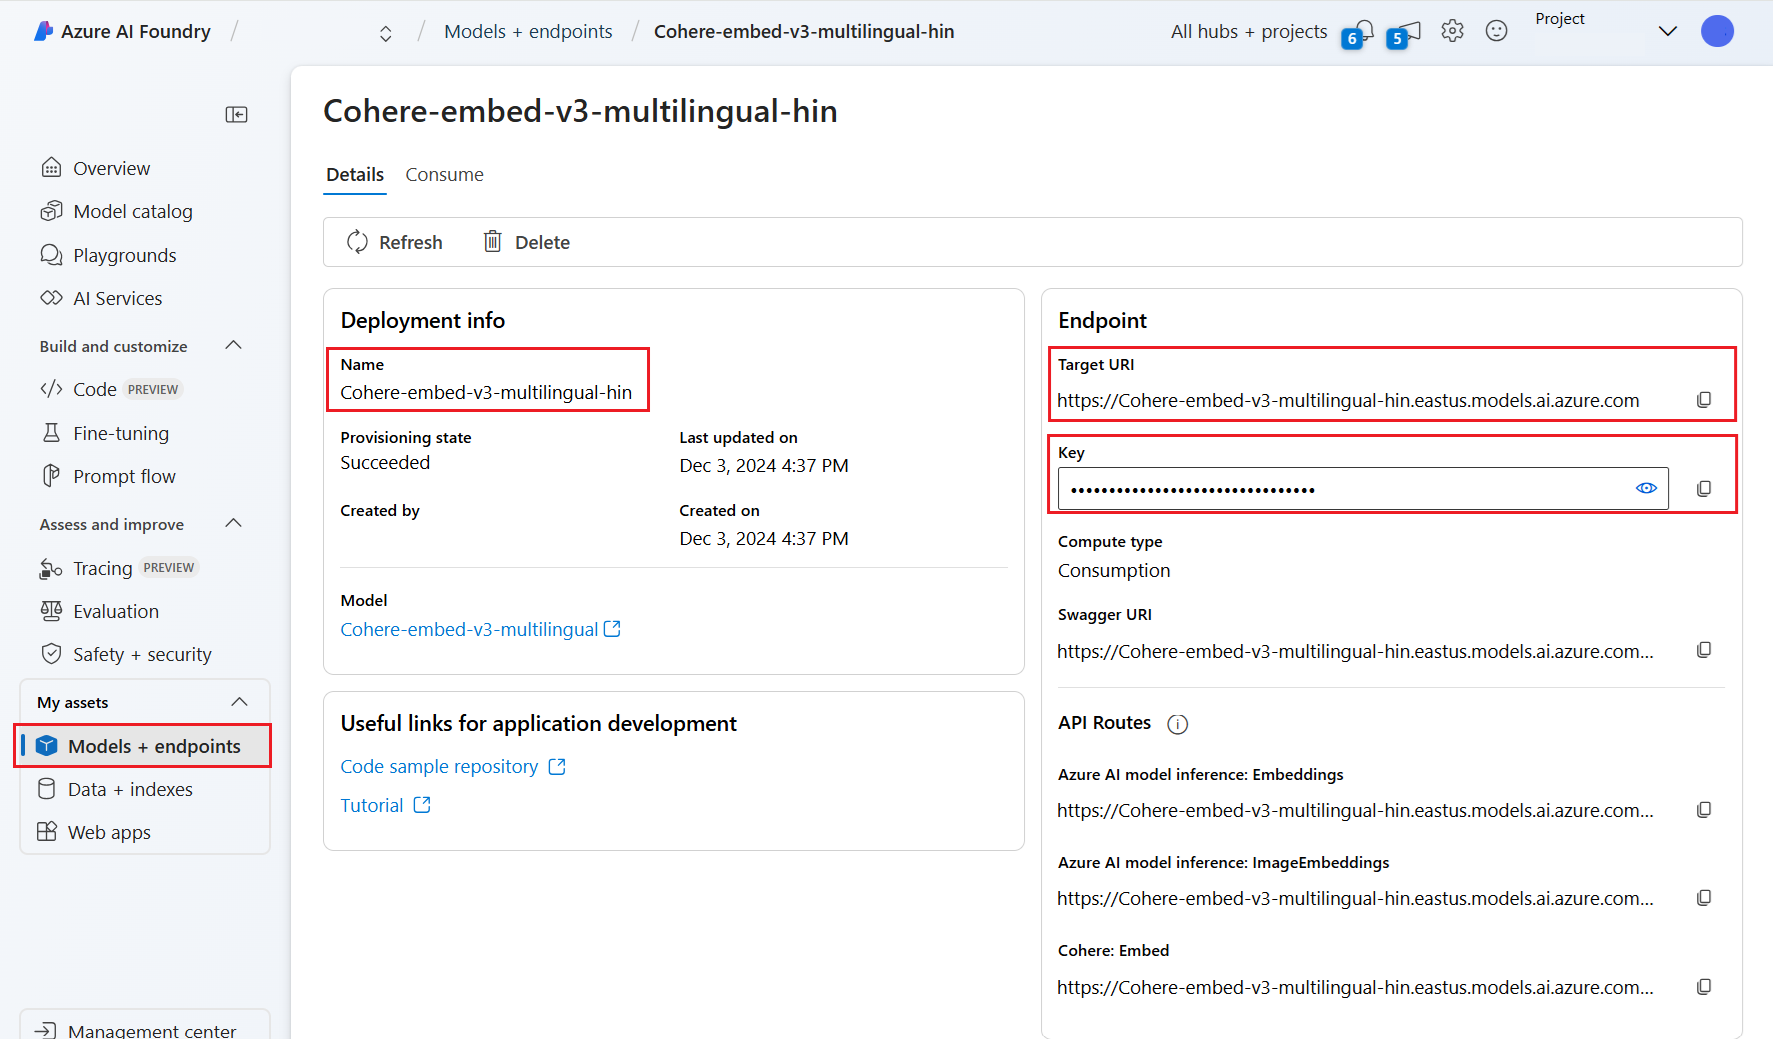 Azure AI Foundry / / Models + endpoints / Cohere-embed-v3-multilingual-hin All hubs + projects 6 5 Project
Cohere-embed-v3-multilingual-hin
Details Consume
Refresh Delete
Overview
Model catalog
Playgrounds
AI Services
Build and customize
Code PREVIEW
Fine-tuning
Prompt flow
Assess and improve
Tracing PREVIEW
Evaluation
Safety + security
My assets
Models + endpoints
Data + indexes
Web apps
Management center
Deployment info
Name
Cohere-embed-v3-multilingual-hin
Provisioning state
Succeeded
Last updated on
Dec 3, 2024 4:37 PM
Created by
Created on
Dec 3, 2024 4:37 PM
Model
Cohere-embed-v3-multilingual
Useful links for application development
Code sample repository
Tutorial
Endpoint
Target URI
https://Cohere-embed-v3-multilingual-hin.eastus.models.ai.azure.com
Key
••••••••••••••••••••••••••••••••
Compute type
Consumption
Swagger URI
https://Cohere-embed-v3-multilingual-hin.eastus.models.ai.azure.com...
API Routes
Azure AI model inference: Embeddings
https://Cohere-embed-v3-multilingual-hin.eastus.models.ai.azure.com...
Azure AI model inference: ImageEmbeddings
https://Cohere-embed-v3-multilingual-hin.eastus.models.ai.azure.com...
Cohere: Embed
https://Cohere-embed-v3-multilingual-hin.eastus.models.ai.azure.com...